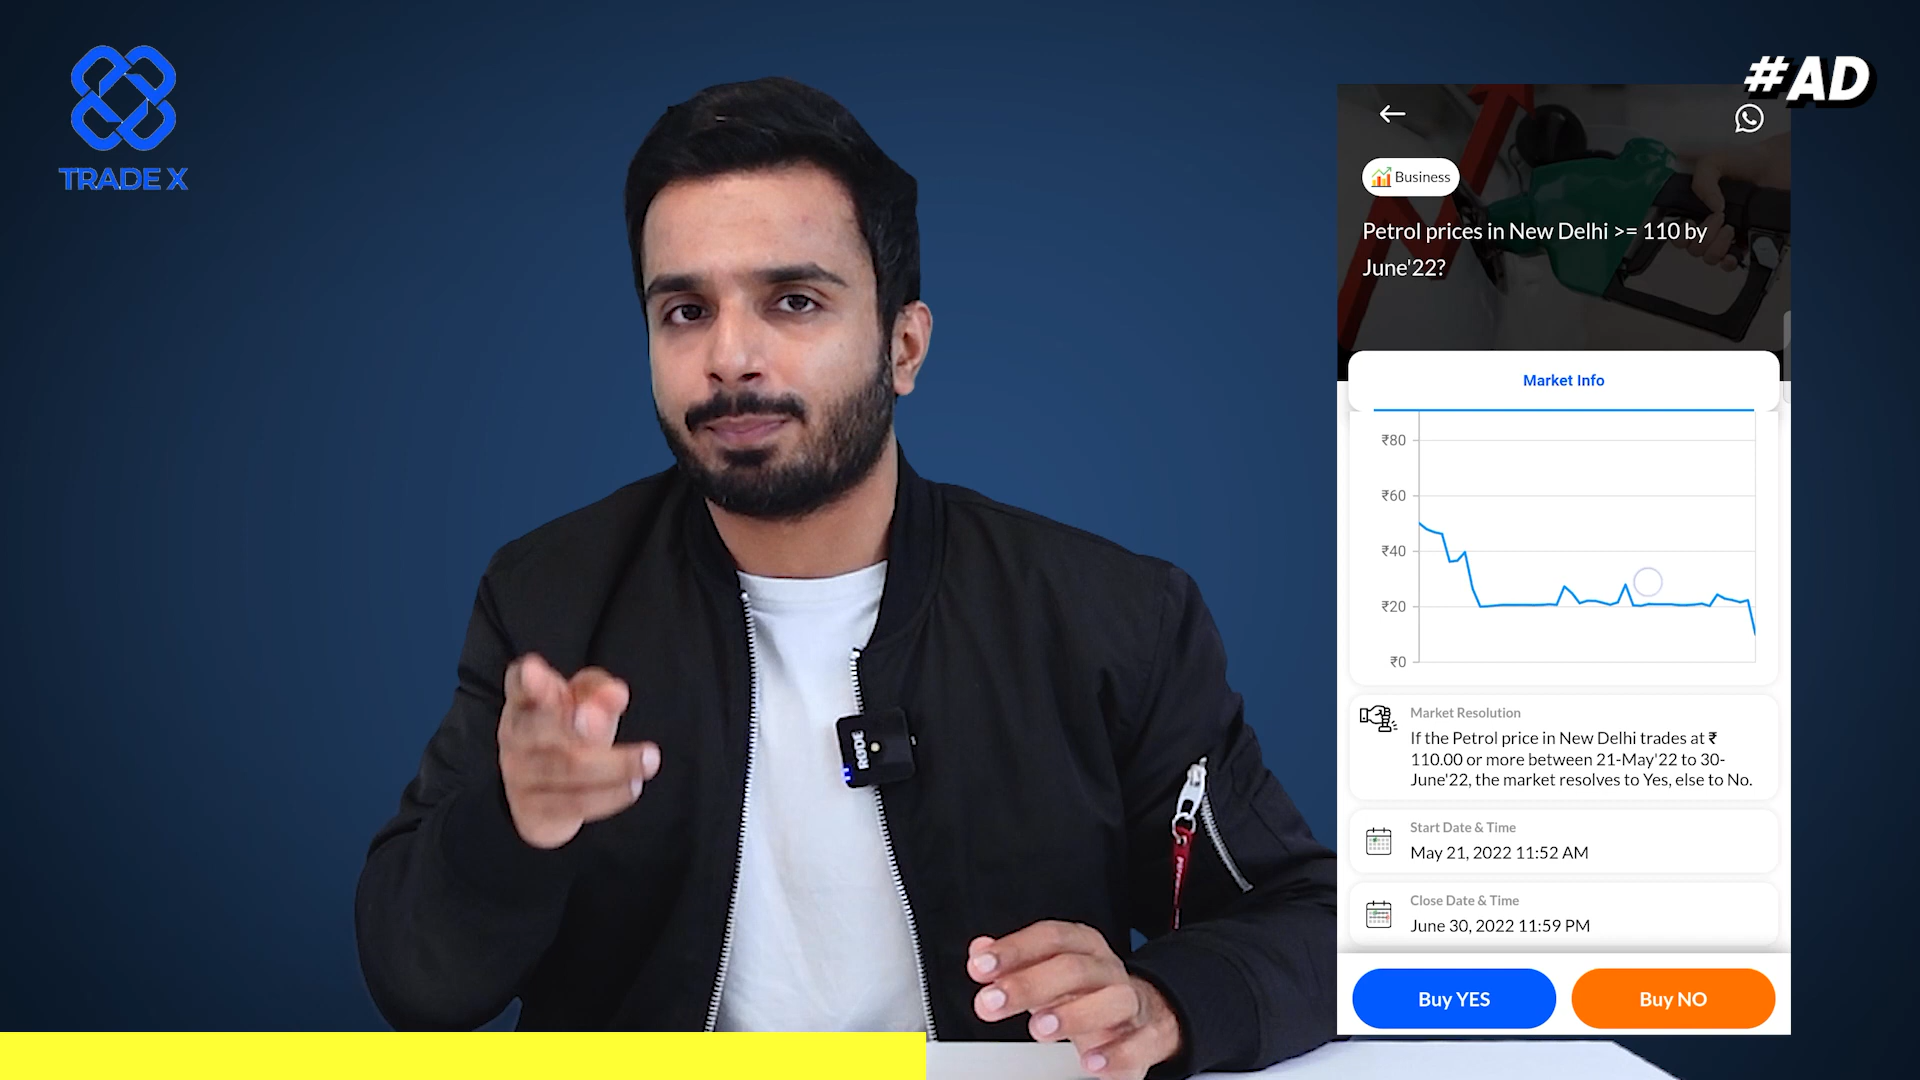 TRADE X
#AD
Business
Petrol prices in New Delhi >= 110 by
June'22?
Market Info
₹80
₹60
₹40
₹20
₹0
Market Resolution
If the Petrol price in New Delhi trades at ₹
110.00 or more between 21-May'22 to 30-
June'22, the market resolves to Yes, else to No.
Start Date & Time
May 21, 2022 11:52 AM
Close Date & Time
June 30, 2022 11:59 PM
Buy YES
Buy NO
RØDE